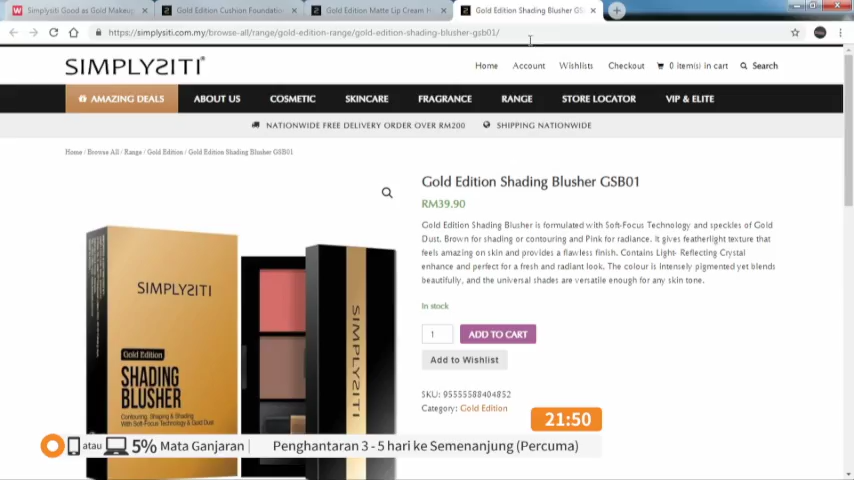 Simplysiti Good as Gold Makeup
Gold Edition Cushion Foundation
Gold Edition Matte Lip Cream H
Gold Edition Shading Blusher GS
https://simplysiti.com.my/browse-all/range/gold-edition-range/gold-edition-shading-blusher-gsb01/
SIMPLYSITI
Home Account Wishlists Checkout 0 item(s) in cart Search
AMAZING DEALS ABOUT US COSMETIC SKINCARE FRAGRANCE RANGE STORE LOCATOR VIP & ELITE
NATIONWIDE FREE DELIVERY ORDER OVER RM200 SHIPPING NATIONWIDE
Home / Browse All / Range / Gold Edition / Gold Edition Shading Blusher GSB01
Gold Edition Shading Blusher GSB01
RM39.90
Gold Edition Shading Blusher is formulated with Soft-Focus Technology and speckles of Gold
Dust. Brown for shading or contouring and Pink for radiance. It gives featherlight texture that
feels amazing on skin and provides a flawless finish. Contains Light- Reflecting Crystal
enhance and perfect for a fresh and radiant look. The colour is intensely pigmented yet blends
beautifully, and the universal shades are versatile enough for any skin tone.
In stock
1 ADD TO CART
Add to Wishlist
SKU: 95555588404852
Category: Gold Edition
SIMPLYSITI
Gold Edition
SHADING
BLUSHER
Contouring, Shaping & Shading
With Soft-Focus Technology & Gold Dust
SIMPLYSITI
21:50
atau 5% Mata Ganjaran Penghantaran 3 - 5 hari ke Semenanjung (Percuma)